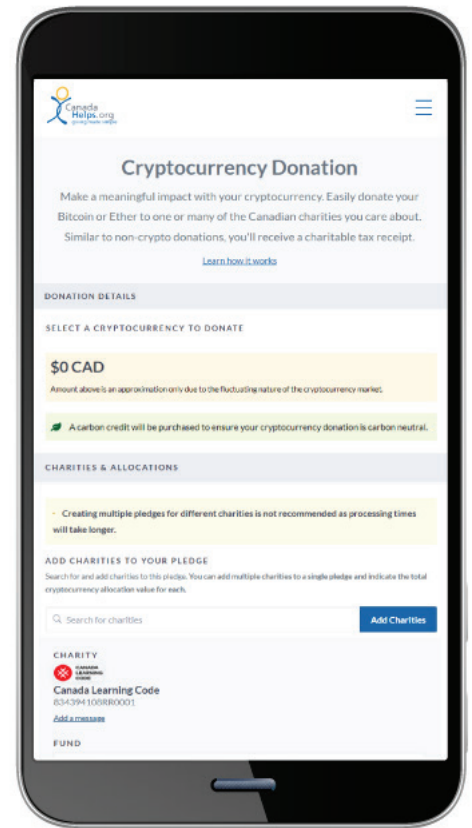 Canada
Helps.org
giving made simple
Cryptocurrency Donation
Make a meaningful impact with your cryptocurrency. Easily donate your
Bitcoin or Ether to one or many of the Canadian charities you care about.
Similar to non-crypto donations, you'll receive a charitable tax receipt.
Learn how it works
DONATION DETAILS
SELECT A CRYPTOCURRENCY TO DONATE
$0 CAD
Amount above is an approximation only due to the fluctuating nature of the cryptocurrency market.
A carbon credit will be purchased to ensure your cryptocurrency donation is carbon neutral.
CHARITIES & ALLOCATIONS
· Creating multiple pledges for different charities is not recommended as processing times
will take longer.
ADD CHARITIES TO YOUR PLEDGE
Search for and add charities to this pledge. You can add multiple charities to a single pledge and indicate the total
cryptocurrency allocation value for each.
Search for charities
Add Charities
CHARITY
CANADA
LEARNING
CODE
Canada Learning Code
834394108RR0001
Add a message
FUND